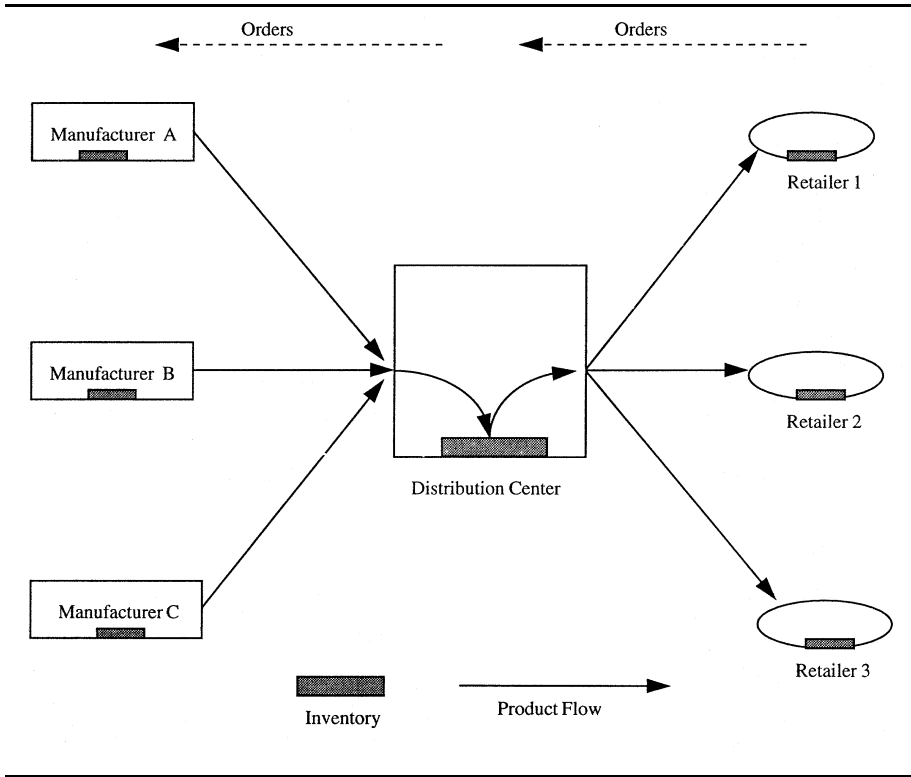 Orders
Orders
Manufacturer A
Retailer 1
Manufacturer B
Retailer 2
Distribution Center
Manufacturer C
Retailer 3
Inventory
Product Flow